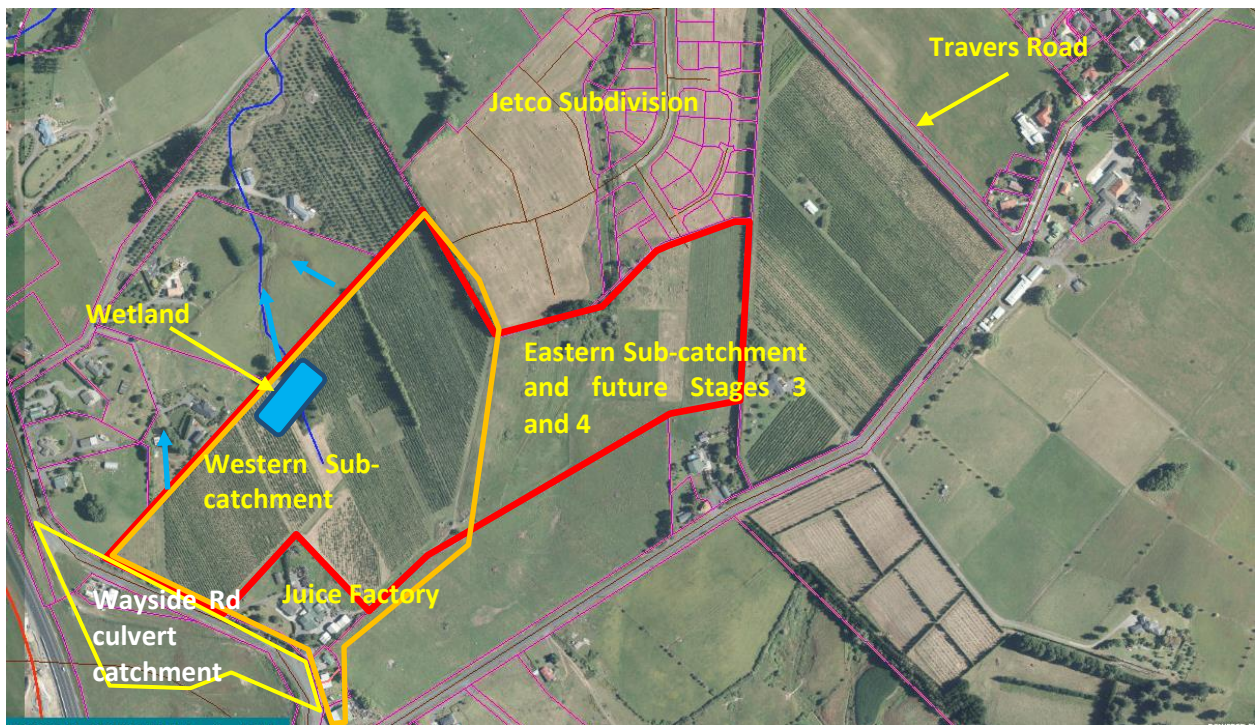 Travers Road
Jetco Subdivision
Wetland
Eastern Sub-catchment
and future Stages 3
and 4
Western Sub-
catchment
Juice Factory
Wayside Rd
culvert
catchment